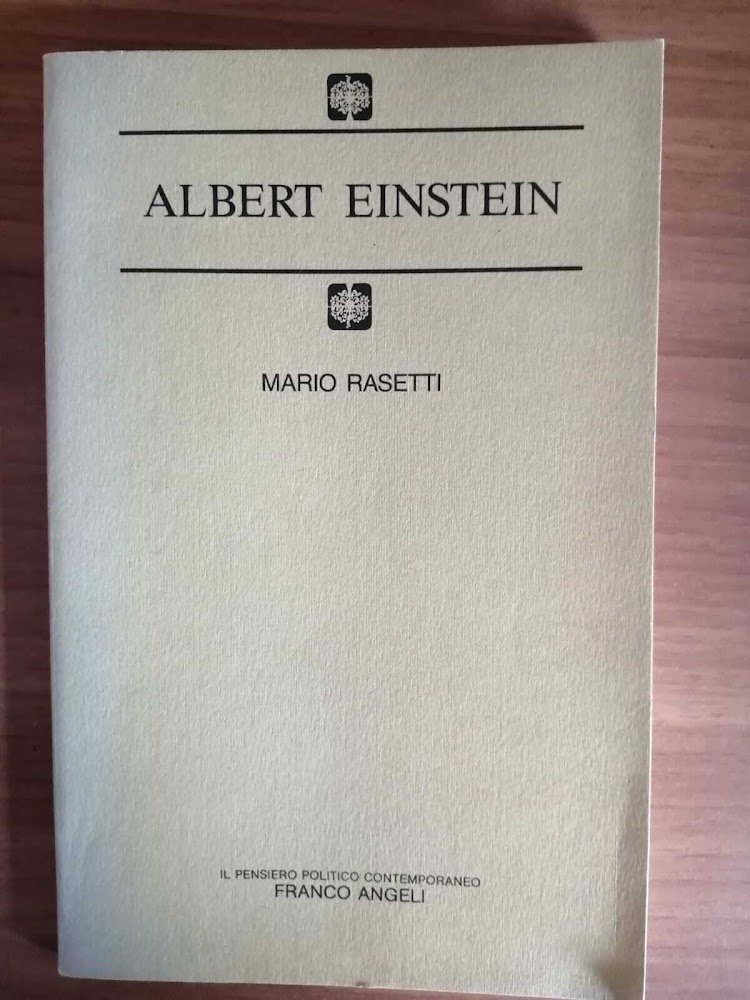 ALBERT EINSTEIN
MARIO RASETTI
IL PENSIERO POLITICO CONTEMPORANEO
FRANCO ANGELI